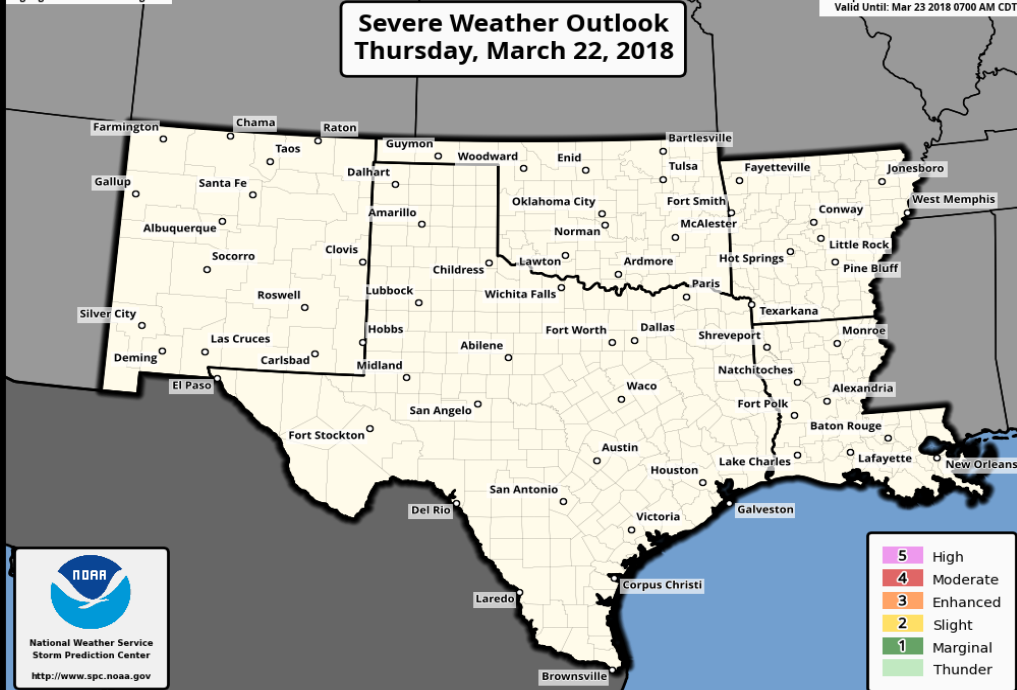 Valid Until: Mar 23 2018 0700 AM CDT
Severe Weather Outlook
Thursday, March 22, 2018
Farmington
Chama
Raton
Taos
Guymon
Woodward
Enid
Bartlesville
Tulsa
Fayetteville
Jonesboro
Gallup
Santa Fe
Dalhart
Amarillo
Oklahoma City
Fort Smith
West Memphis
Albuquerque
Norman
McAlester
Conway
Socorro
Clovis
Childress
Lawton
Ardmore
Hot Springs
Little Rock
Pine Bluff
Roswell
Lubbock
Wichita Falls
Paris
Texarkana
Silver City
Las Cruces
Hobbs
Fort Worth
Dallas
Shreveport
Monroe
Deming
Carlsbad
Midland
Abilene
Natchitoches
El Paso
San Angelo
Waco
Fort Polk
Alexandria
Fort Stockton
Baton Rouge
Austin
Houston
Lake Charles
Lafayette
New Orleans
Del Rio
San Antonio
Galveston
Victoria
Laredo
Corpus Christi
Brownsville
NOAA
National Weather Service
Storm Prediction Center
http://www.spc.noaa.gov
5 High
4 Moderate
3 Enhanced
2 Slight
1 Marginal
Thunder